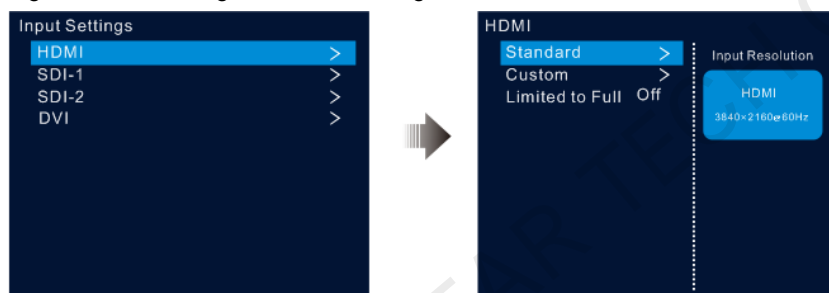 Input Settings
HDMI >
SDI-1 >
SDI-2 >
DVI >
HDMI
Standard >
Custom >
Limited to Full Off
Input Resolution
HDMI
3840×2160@60Hz